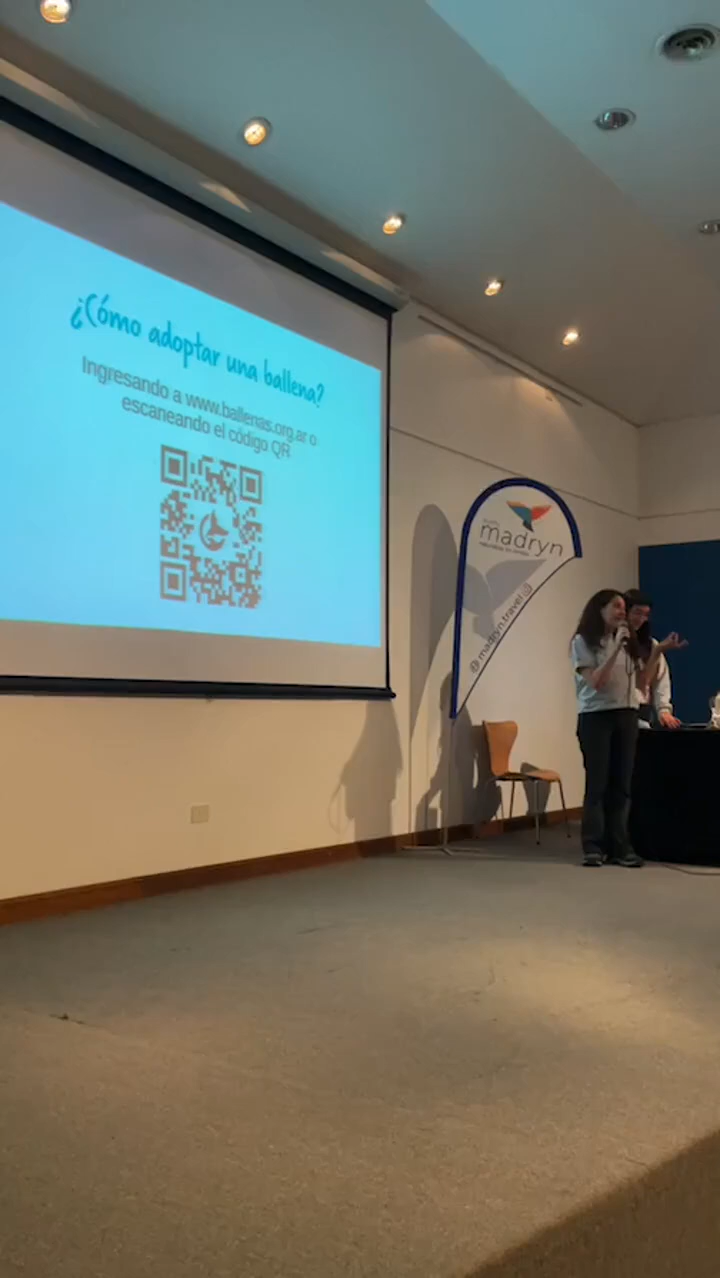 ¿Cómo adoptar una ballena?
Ingresando a www.ballenas.org.ar o
escaneando el código QR
madryn
madryn.travel